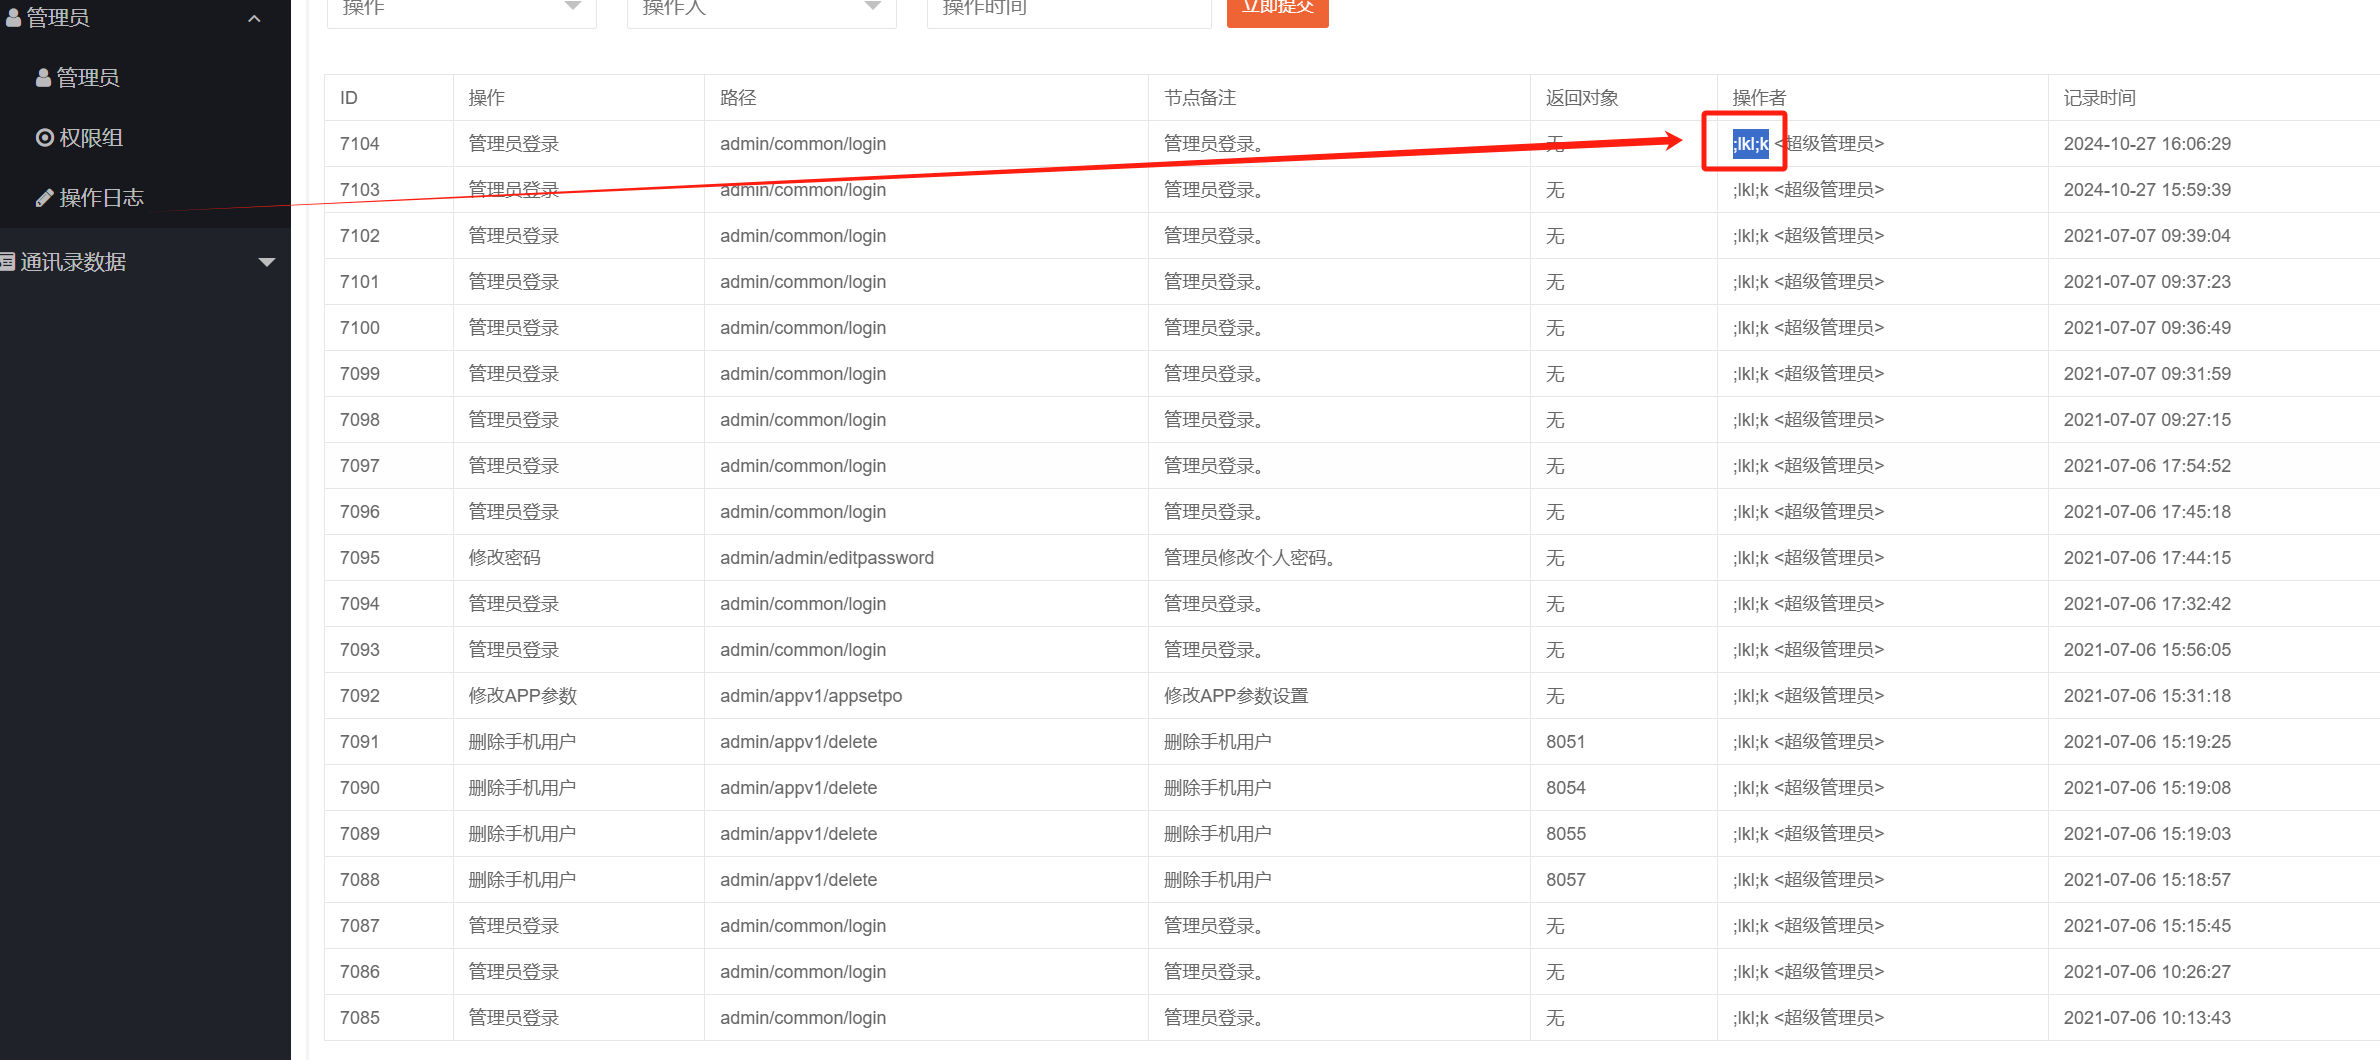 管理员
管理员
权限组
操作日志
通讯录数据
操作 操作人 操作时间 立即提交
ID 操作 路径 节点备注 返回对象 操作者 记录时间
7104 管理员登录 admin/common/login 管理员登录。 无 ;lkl;k <超级管理员> 2024-10-27 16:06:29
7103 管理员登录 admin/common/login 管理员登录。 无 ;lkl;k <超级管理员> 2024-10-27 15:59:39
7102 管理员登录 admin/common/login 管理员登录。 无 ;lkl;k <超级管理员> 2021-07-07 09:39:04
7101 管理员登录 admin/common/login 管理员登录。 无 ;lkl;k <超级管理员> 2021-07-07 09:37:23
7100 管理员登录 admin/common/login 管理员登录。 无 ;lkl;k <超级管理员> 2021-07-07 09:36:49
7099 管理员登录 admin/common/login 管理员登录。 无 ;lkl;k <超级管理员> 2021-07-07 09:31:59
7098 管理员登录 admin/common/login 管理员登录。 无 ;lkl;k <超级管理员> 2021-07-07 09:27:15
7097 管理员登录 admin/common/login 管理员登录。 无 ;lkl;k <超级管理员> 2021-07-06 17:54:52
7096 管理员登录 admin/common/login 管理员登录。 无 ;lkl;k <超级管理员> 2021-07-06 17:45:18
7095 修改密码 admin/admin/editpassword 管理员修改个人密码。 无 ;lkl;k <超级管理员> 2021-07-06 17:44:15
7094 管理员登录 admin/common/login 管理员登录。 无 ;lkl;k <超级管理员> 2021-07-06 17:32:42
7093 管理员登录 admin/common/login 管理员登录。 无 ;lkl;k <超级管理员> 2021-07-06 15:56:05
7092 修改APP参数 admin/appv1/appsetpo 修改APP参数设置 无 ;lkl;k <超级管理员> 2021-07-06 15:31:18
7091 删除手机用户 admin/appv1/delete 删除手机用户 8051 ;lkl;k <超级管理员> 2021-07-06 15:19:25
7090 删除手机用户 admin/appv1/delete 删除手机用户 8054 ;lkl;k <超级管理员> 2021-07-06 15:19:08
7089 删除手机用户 admin/appv1/delete 删除手机用户 8055 ;lkl;k <超级管理员> 2021-07-06 15:19:03
7088 删除手机用户 admin/appv1/delete 删除手机用户 8057 ;lkl;k <超级管理员> 2021-07-06 15:18:57
7087 管理员登录 admin/common/login 管理员登录。 无 ;lkl;k <超级管理员> 2021-07-06 15:15:45
7086 管理员登录 admin/common/login 管理员登录。 无 ;lkl;k <超级管理员> 2021-07-06 10:26:27
7085 管理员登录 admin/common/login 管理员登录。 无 ;lkl;k <超级管理员> 2021-07-06 10:13:43